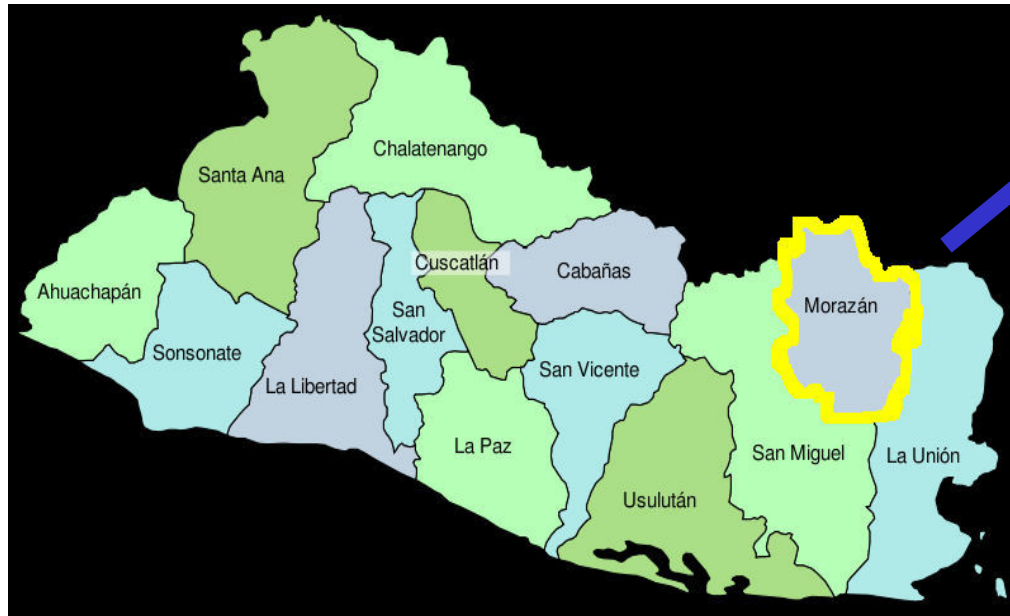 Chalatenango
Santa Ana
Cuscatlán
Cabañas
Ahuachapán
Morazán
San
Salvador
Sonsonate
San Vicente
La Libertad
La Paz
San Miguel
La Unión
Usulután